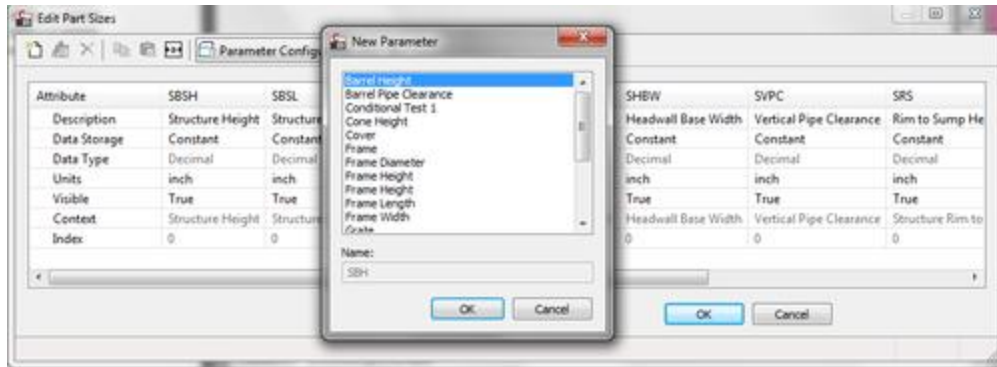 Edit Part Sizes
Parameter Configu
New Parameter
Attribute SBSH SBSL SHBW SVPC SRS
Description Structure Height Structure Headwall Base Width Vertical Pipe Clearance Rim to Sump He
Data Storage Constant Constant Constant Constant Constant
Data Type Decimal Decimal Decimal Decimal Decimal
Units inch inch inch inch inch
Visible True True True True True
Context Structure Height Structure Headwall Base Width Vertical Pipe Clearance Structure Rim to
Index 0 0 0 0 0
Barrel Height
Barrel Pipe Clearance
Conditional Test 1
Cone Height
Cover
Frame
Frame Diameter
Frame Height
Frame Height
Frame Length
Frame Width
Grate
Name:
SBH
OK Cancel
OK Cancel